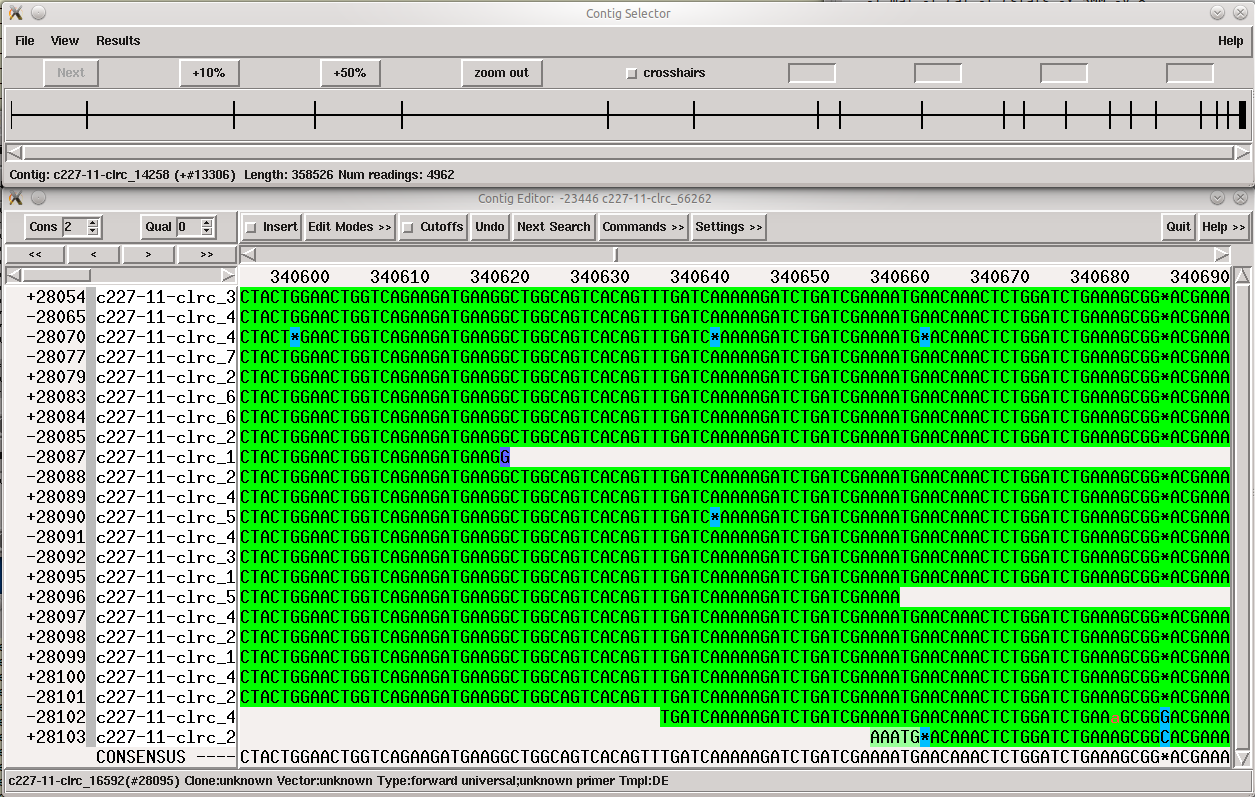 Contig Selector
File View Results Help
Next +10% +50% zoom out crosshairs
Contig: c227-11-clrc_14258 (+#13306) Length: 358526 Num readings: 4962
Contig Editor: -23446 c227-11-clrc_66262
Cons 2 Qual 0 Insert Edit Modes >> Cutoffs Undo Next Search Commands >> Settings >> Quit Help >>
<< < > >>
340600 340610 340620 340630 340640 340650 340660 340670 340680 340690
+28054 c227-11-clrc_3 CTACTGGAACTGGTCAGAAGATGAAGGCTGGCAGTCACAGTTTGATCAAAAAGATCTGATCGAAAATGAACAAACTCTGGATCTGAAAGCGG*ACGAAA
-28065 c227-11-clrc_4 CTACTGGAACTGGTCAGAAGATGAAGGCTGGCAGTCACAGTTTGATCAAAAAGATCTGATCGAAAATGAACAAACTCTGGATCTGAAAGCGG*ACGAAA
-28070 c227-11-clrc_4 CTACT*GAACTGGTCAGAAGATGAAGGCTGGCAGTCACAGTTTGATC*AAAAGATCTGATCGAAAATG*ACAAACTCTGGATCTGAAAGCGG*ACGAAA
-28077 c227-11-clrc_7 CTACTGGAACTGGTCAGAAGATGAAGGCTGGCAGTCACAGTTTGATCAAAAAGATCTGATCGAAAATGAACAAACTCTGGATCTGAAAGCGG*ACGAAA
+28079 c227-11-clrc_2 CTACTGGAACTGGTCAGAAGATGAAGGCTGGCAGTCACAGTTTGATCAAAAAGATCTGATCGAAAATGAACAAACTCTGGATCTGAAAGCGG*ACGAAA
+28083 c227-11-clrc_6 CTACTGGAACTGGTCAGAAGATGAAGGCTGGCAGTCACAGTTTGATCAAAAAGATCTGATCGAAAATGAACAAACTCTGGATCTGAAAGCGG*ACGAAA
+28084 c227-11-clrc_6 CTACTGGAACTGGTCAGAAGATGAAGGCTGGCAGTCACAGTTTGATCAAAAAGATCTGATCGAAAATGAACAAACTCTGGATCTGAAAGCGG*ACGAAA
-28085 c227-11-clrc_2 CTACTGGAACTGGTCAGAAGATGAAGGCTGGCAGTCACAGTTTGATCAAAAAGATCTGATCGAAAATGAACAAACTCTGGATCTGAAAGCGG*ACGAAA
-28087 c227-11-clrc_1 CTACTGGAACTGGTCAGAAGATGAAGG
-28088 c227-11-clrc_2 CTACTGGAACTGGTCAGAAGATGAAGGCTGGCAGTCACAGTTTGATCAAAAAGATCTGATCGAAAATGAACAAACTCTGGATCTGAAAGCGG*ACGAAA
+28089 c227-11-clrc_4 CTACTGGAACTGGTCAGAAGATGAAGGCTGGCAGTCACAGTTTGATCAAAAAGATCTGATCGAAAATGAACAAACTCTGGATCTGAAAGCGG*ACGAAA
+28090 c227-11-clrc_5 CTACTGGAACTGGTCAGAAGATGAAGGCTGGCAGTCACAGTTTGATC*AAAAGATCTGATCGAAAATGAACAAACTCTGGATCTGAAAGCGG*ACGAAA
-28091 c227-11-clrc_4 CTACTGGAACTGGTCAGAAGATGAAGGCTGGCAGTCACAGTTTGATCAAAAAGATCTGATCGAAAATGAACAAACTCTGGATCTGAAAGCGG*ACGAAA
-28092 c227-11-clrc_3 CTACTGGAACTGGTCAGAAGATGAAGGCTGGCAGTCACAGTTTGATCAAAAAGATCTGATCGAAAATGAACAAACTCTGGATCTGAAAGCGG*ACGAAA
+28095 c227-11-clrc_1 CTACTGGAACTGGTCAGAAGATGAAGGCTGGCAGTCACAGTTTGATCAAAAAGATCTGATCGAAAATGAACAAACTCTGGATCTGAAAGCGG*ACGAAA
+28096 c227-11-clrc_5 CTACTGGAACTGGTCAGAAGATGAAGGCTGGCAGTCACAGTTTGATCAAAAAGATCTGATCGAAAA
+28097 c227-11-clrc_4 CTACTGGAACTGGTCAGAAGATGAAGGCTGGCAGTCACAGTTTGATCAAAAAGATCTGATCGAAAATGAACAAACTCTGGATCTGAAAGCGG*ACGAAA
+28098 c227-11-clrc_2 CTACTGGAACTGGTCAGAAGATGAAGGCTGGCAGTCACAGTTTGATCAAAAAGATCTGATCGAAAATGAACAAACTCTGGATCTGAAAGCGG*ACGAAA
+28099 c227-11-clrc_1 CTACTGGAACTGGTCAGAAGATGAAGGCTGGCAGTCACAGTTTGATCAAAAAGATCTGATCGAAAATGAACAAACTCTGGATCTGAAAGCGG*ACGAAA
+28100 c227-11-clrc_4 CTACTGGAACTGGTCAGAAGATGAAGGCTGGCAGTCACAGTTTGATCAAAAAGATCTGATCGAAAATGAACAAACTCTGGATCTGAAAGCGG*ACGAAA
-28101 c227-11-clrc_2 CTACTGGAACTGGTCAGAAGATGAAGGCTGGCAGTCACAGTTTGATCAAAAAGATCTGATCGAAAATGAACAAACTCTGGATCTGAAAGCGG*ACGAAA
-28102 c227-11-clrc_4 TGATCAAAAAGATCTGATCGAAAATGAACAAACTCTGGATCTGAAaGCGGGACGAAA
+28103 c227-11-clrc_2 AAATG*ACAAACTCTGGATCTGAAAGCGGCACGAAA
CONSENSUS ---- CTACTGGAACTGGTCAGAAGATGAAGGCTGGCAGTCACAGTTTGATCAAAAAGATCTGATCGAAAATGAACAAACTCTGGATCTGAAAGCGG*ACGAAA
c227-11-clrc_16592(#28095) Clone:unknown Vector:unknown Type:forward universal;unknown primer Tmpl:DE